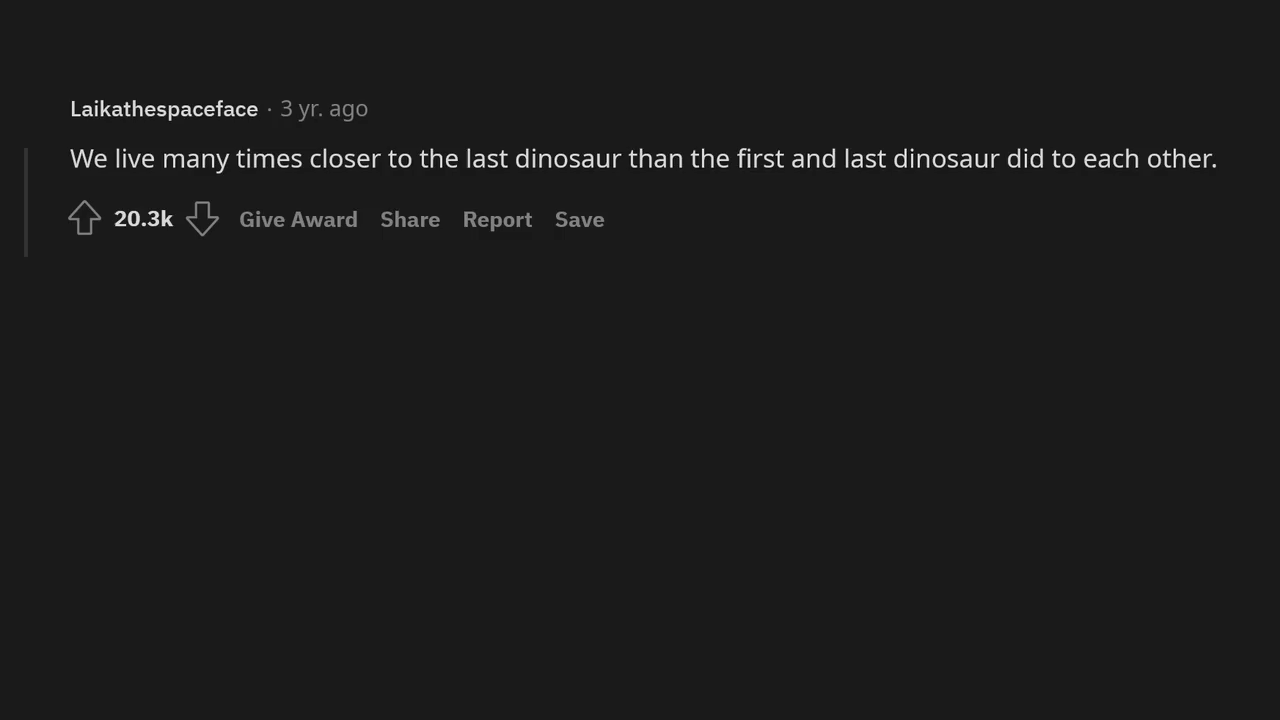 Laikathespaceface · 3 yr. ago
We live many times closer to the last dinosaur than the first and last dinosaur did to each other.
20.3k Give Award Share Report Save